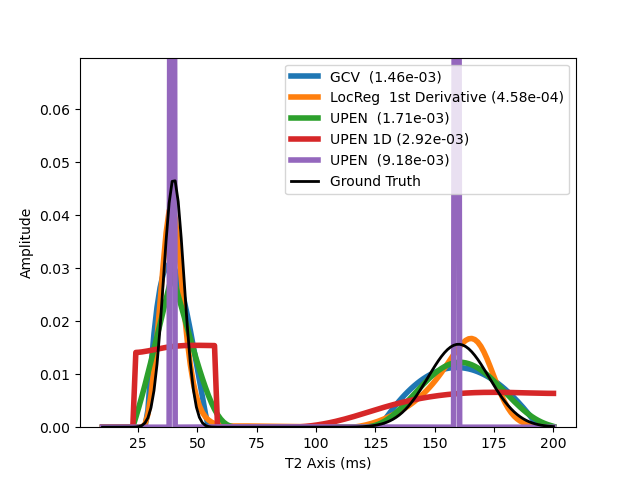 GCV  (1.46e-03)
LocReg  1st Derivative (4.58e-04)
UPEN  (1.71e-03)
UPEN 1D (2.92e-03)
UPEN  (9.18e-03)
Ground Truth
0.06
0.05
0.04
0.03
0.02
0.01
0.00
Amplitude
25 50 75 100 125 150 175 200
T2 Axis (ms)